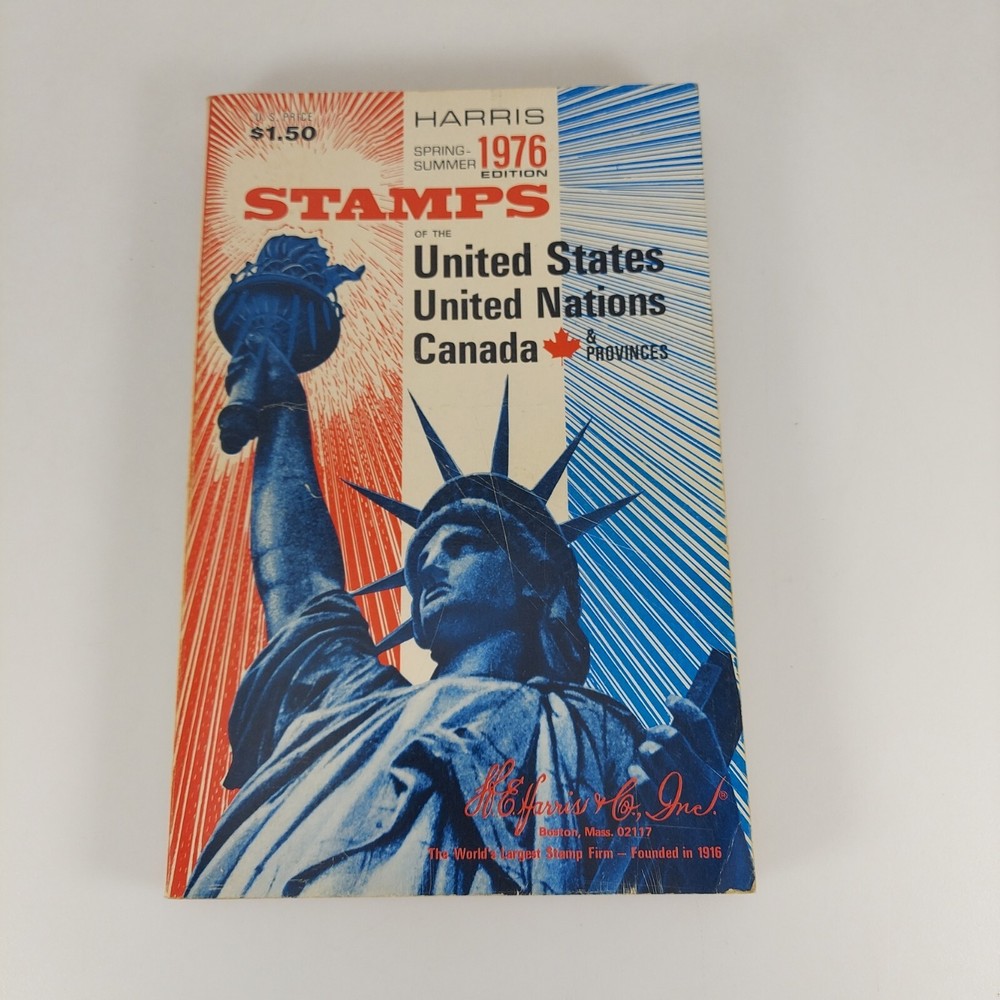 U.S. PRICE
$1.50
HARRIS
SPRING-
SUMMER 1976
EDITION
STAMPS
OF THE
United States
United Nations
Canada &
PROVINCES
H.E. Harris & Co., Inc.®
Boston, Mass. 02117
The World's Largest Stamp Firm — Founded in 1916